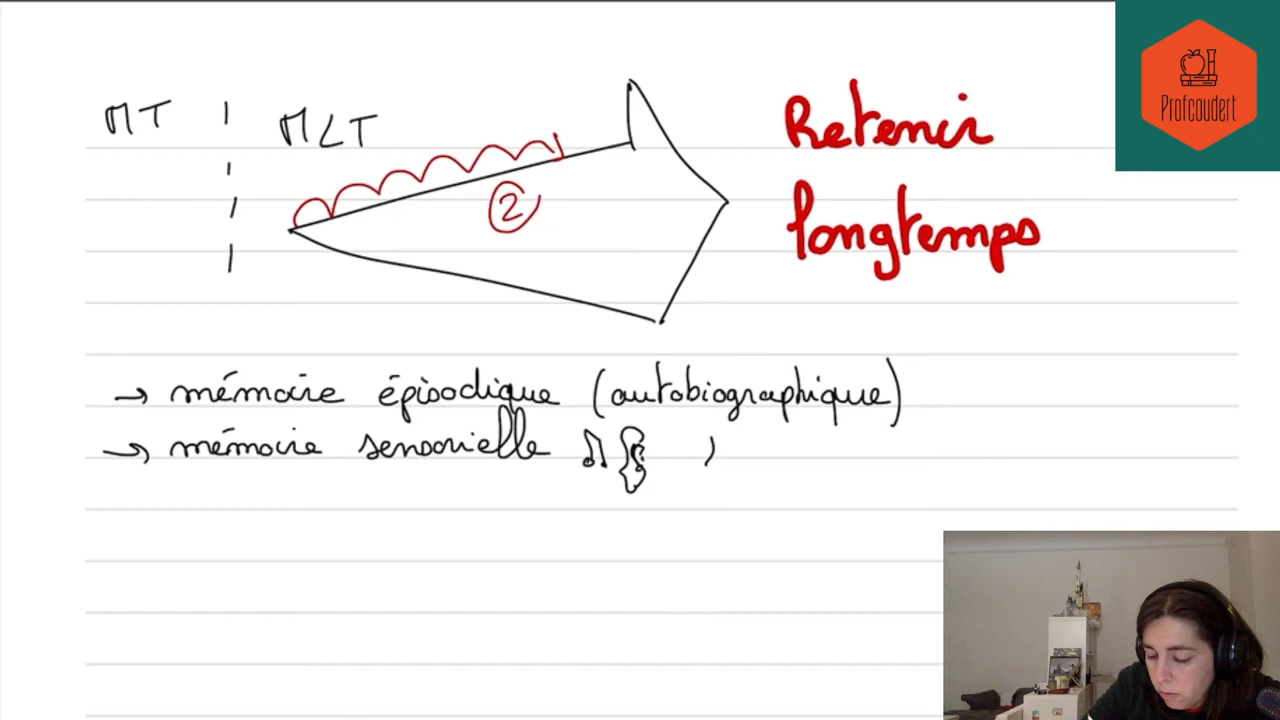 MT
MLT
2
Retenir
longtemps
→ mémoire épisodique (autobiographique)
→ mémoire sensorielle
Profcoudert